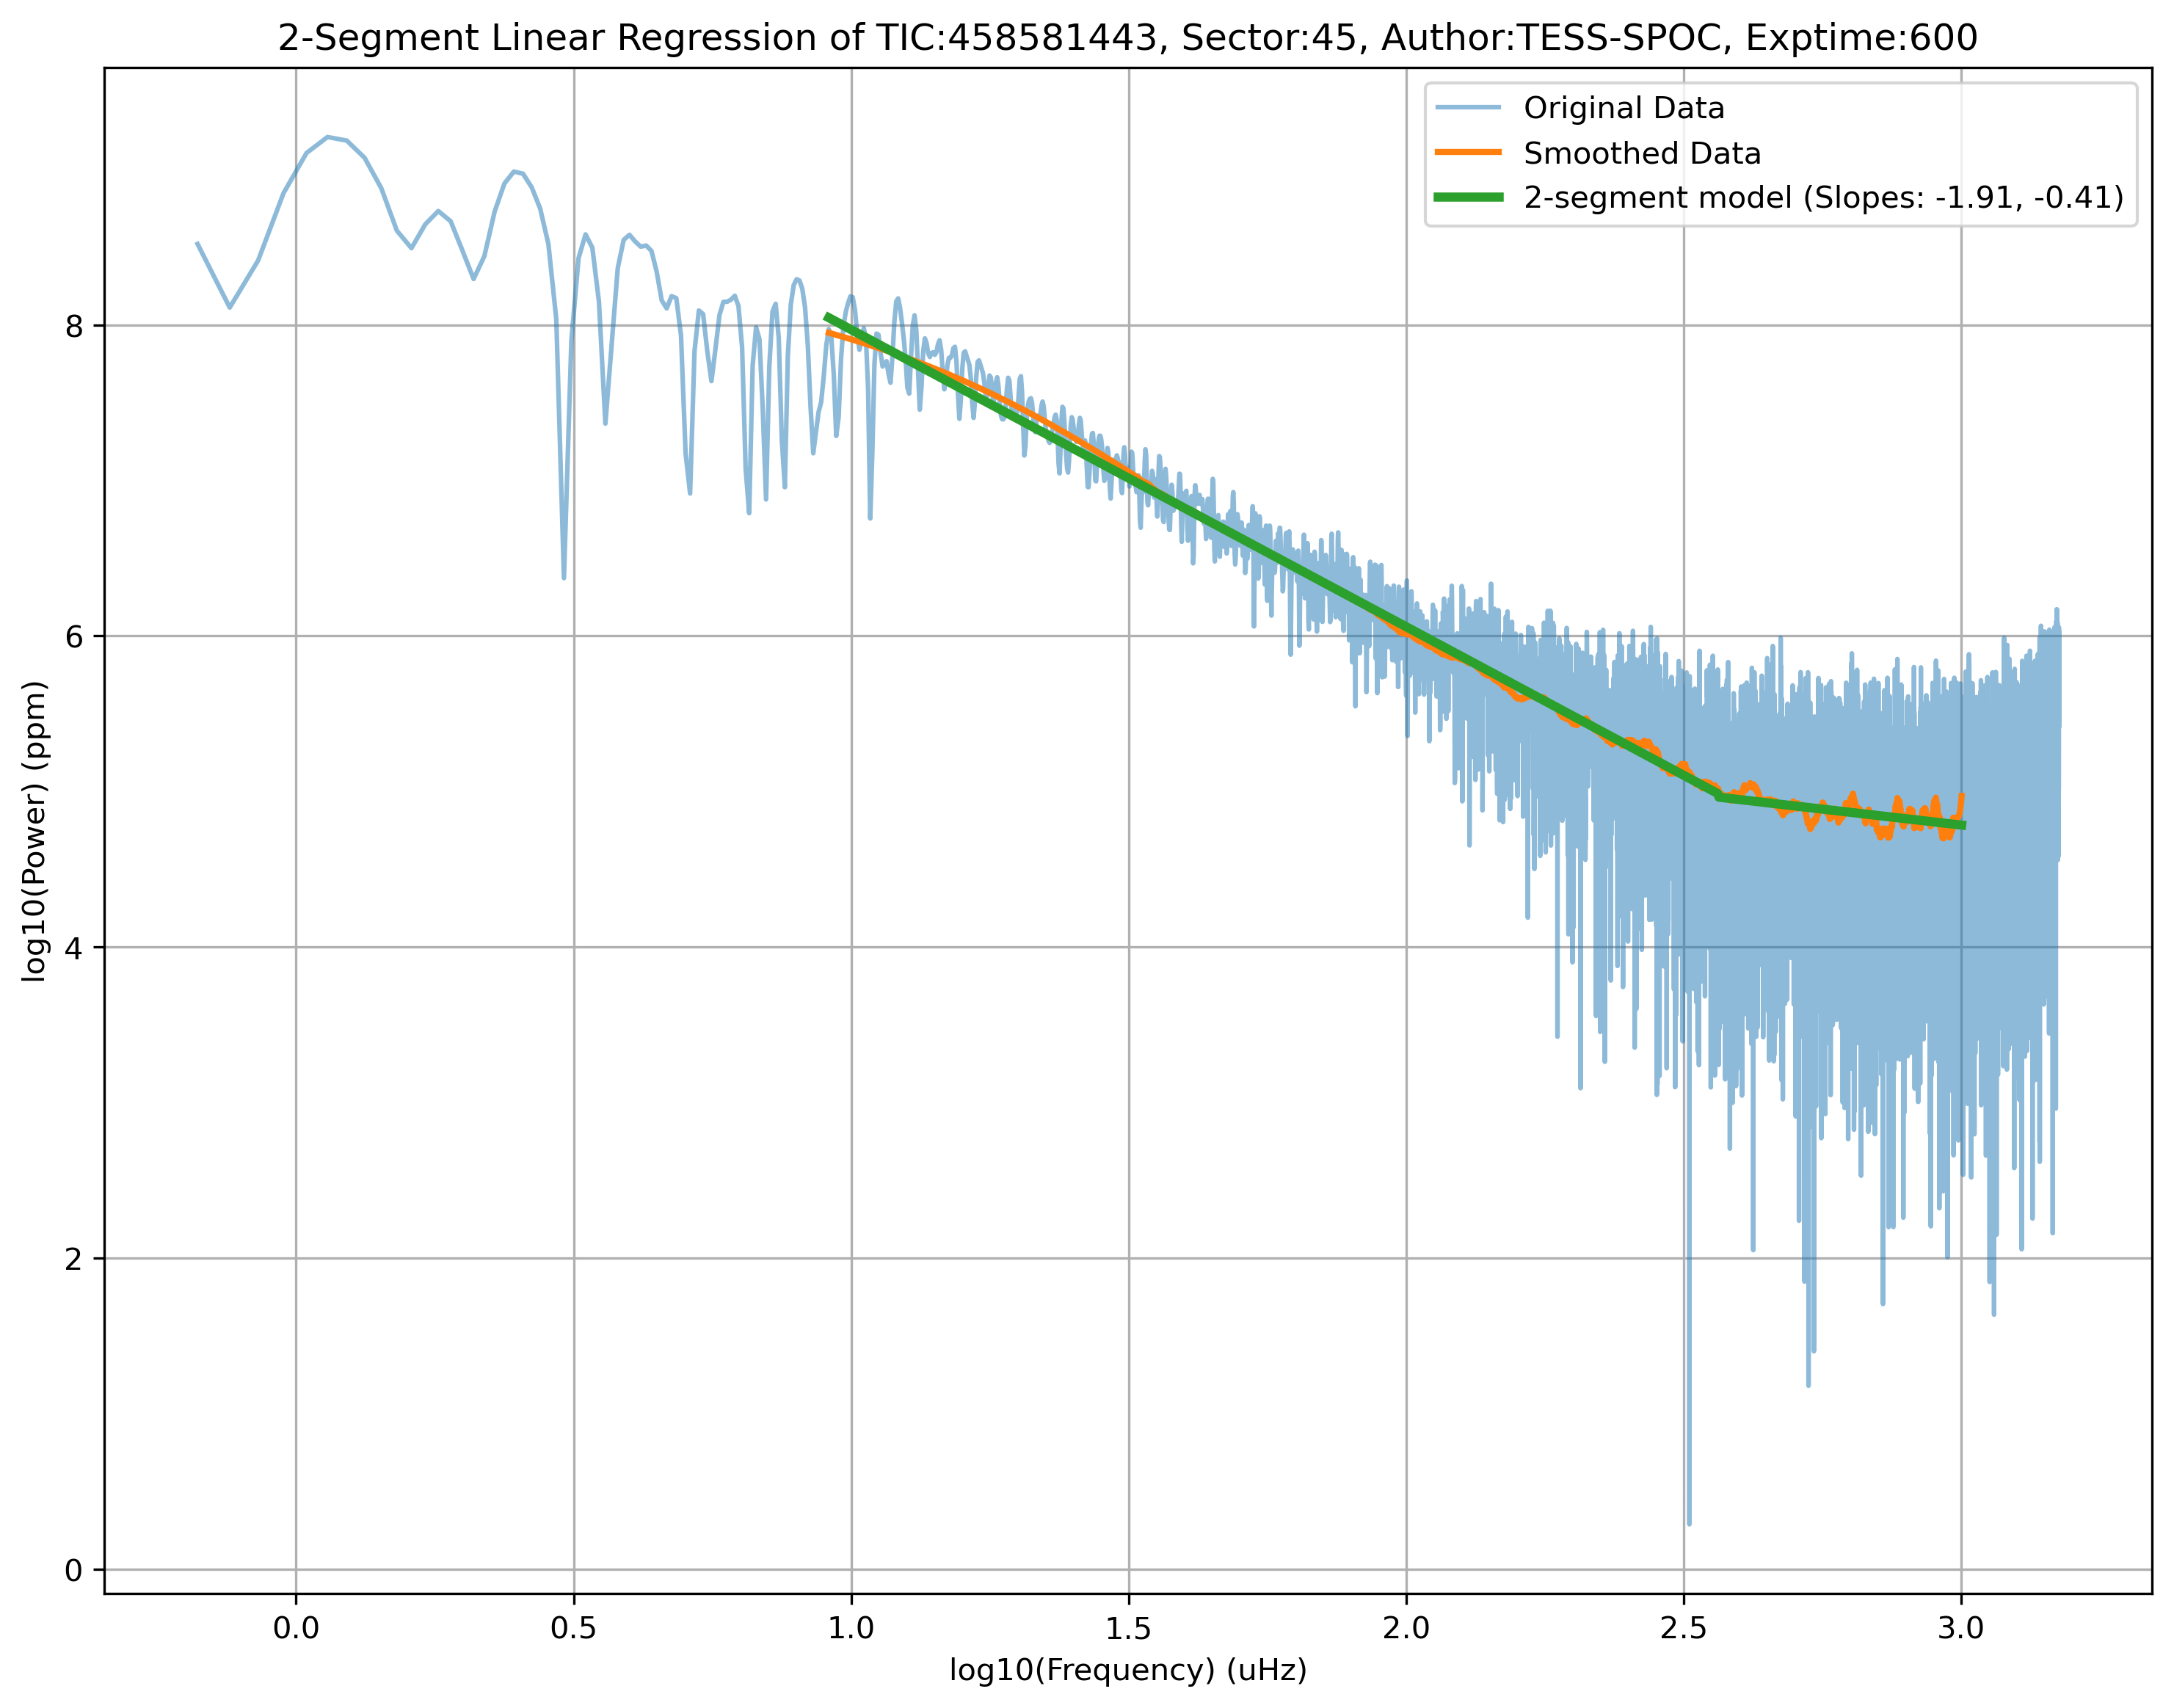 2-Segment Linear Regression of TIC:458581443, Sector:45, Author:TESS-SPOC, Exptime:600
Original Data
Smoothed Data
2-segment model (Slopes: -1.91, -0.41)
log10(Power) (ppm)
8
6
4
2
0
0.0 0.5 1.0 1.5 2.0 2.5 3.0
log10(Frequency) (uHz)